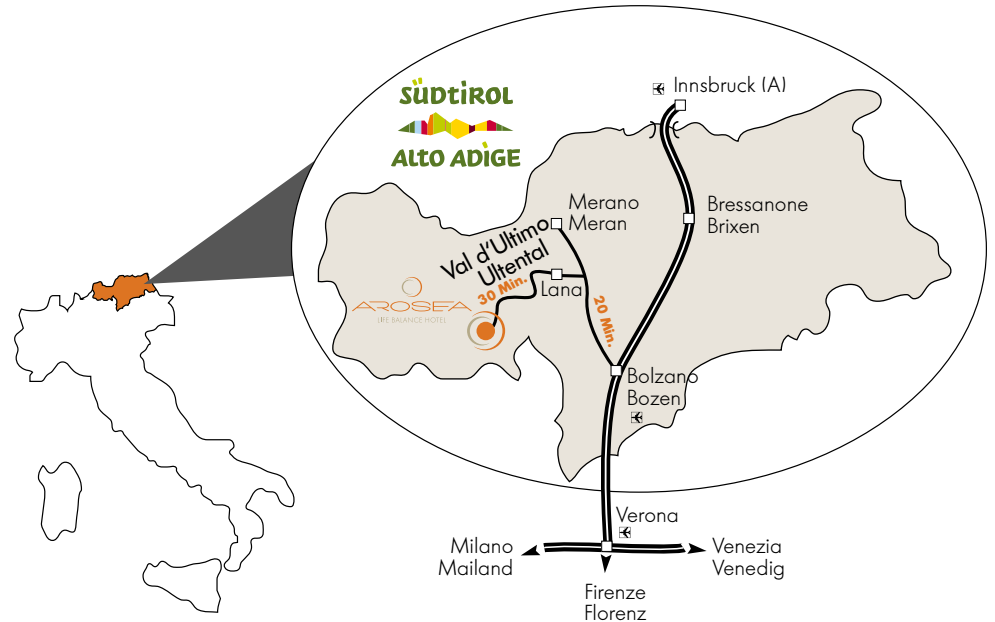 SÜDTIROL
ALTO ADIGE
Innsbruck (A)
Merano
Meran
Bressanone
Brixen
Val d'Ultimo
Ultental
30 Min.
Lana
AROSEA
LIFE BALANCE HOTEL
20 Min.
Bolzano
Bozen
Verona
Milano
Mailand
Venezia
Venedig
Firenze
Florenz